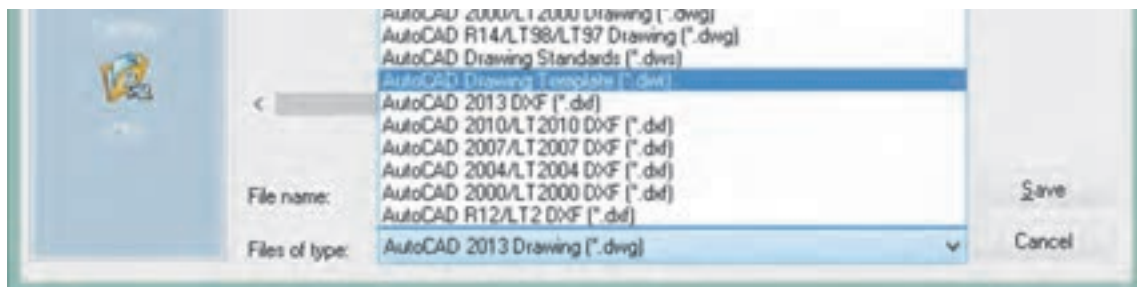 AutoCAD 2000/LT2000 Drawing (*.dwg)
AutoCAD R14/LT98/LT97 Drawing (*.dwg)
AutoCAD Drawing Standards (*.dws)
AutoCAD Drawing Template (*.dwt)
AutoCAD 2013 DXF (*.dxf)
AutoCAD 2010/LT2010 DXF (*.dxf)
AutoCAD 2007/LT2007 DXF (*.dxf)
AutoCAD 2004/LT2004 DXF (*.dxf)
AutoCAD 2000/LT2000 DXF (*.dxf)
AutoCAD R12/LT2 DXF (*.dxf)
File name:
Save
Files of type: AutoCAD 2013 Drawing (*.dwg)
Cancel